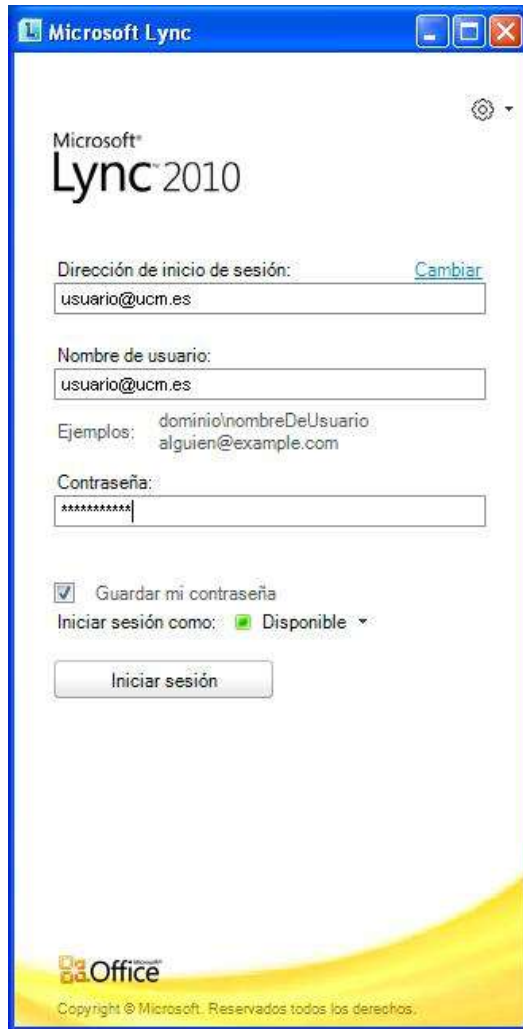 Microsoft Lync
Microsoft®
Lync™ 2010
Dirección de inicio de sesión: Cambiar
usuario@ucm.es
Nombre de usuario:
usuario@ucm.es
Ejemplos: dominio\nombreDeUsuario
alguien@example.com
Contraseña:
***********
Guardar mi contraseña
Iniciar sesión como: Disponible
Iniciar sesión
Microsoft®
Office
Copyright © Microsoft. Reservados todos los derechos.